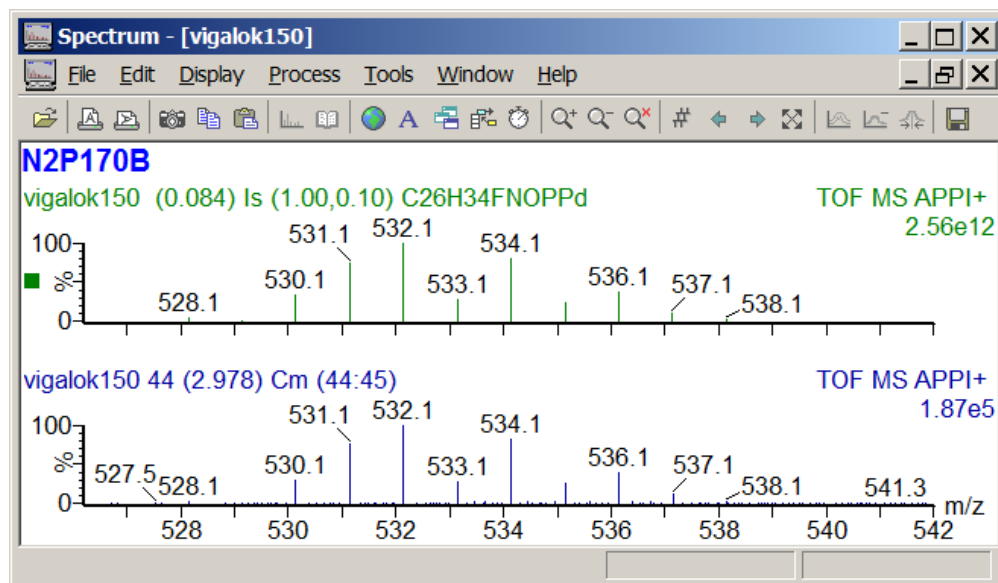 Spectrum - [vigalok150]
File Edit Display Process Tools Window Help
N2P170B
vigalok150 (0.084) Is (1.00,0.10) C26H34FNOPPd TOF MS APPI+
2.56e12
100
%
0
528.1 530.1 531.1 532.1 533.1 534.1 536.1 537.1 538.1
vigalok150 44 (2.978) Cm (44:45) TOF MS APPI+
1.87e5
100
%
0
527.5 528.1 530.1 531.1 532.1 533.1 534.1 536.1 537.1 538.1 541.3
m/z
528 530 532 534 536 538 540 542